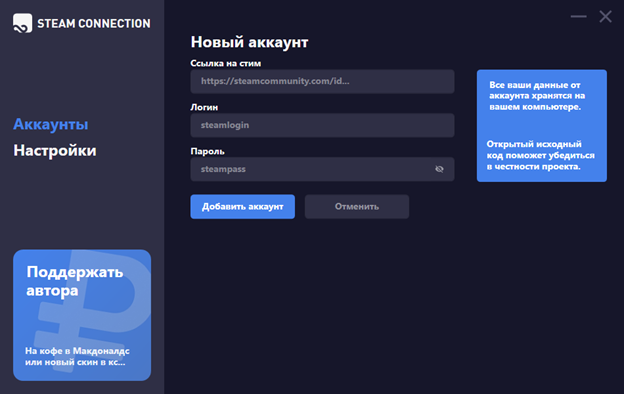 STEAM CONNECTION
Аккаунты
Настройки
Поддержать
автора
На кофе в Макдоналдс
или новый скин в кс...
Новый аккаунт
Ссылка на стим
https://steamcommunity.com/id...
Логин
steamlogin
Пароль
steampass
Добавить аккаунт
Отменить
Все ваши данные от
аккаунта хранятся на
вашем компьютере.
Открытый исходный
код поможет убедиться
в честности проекта.